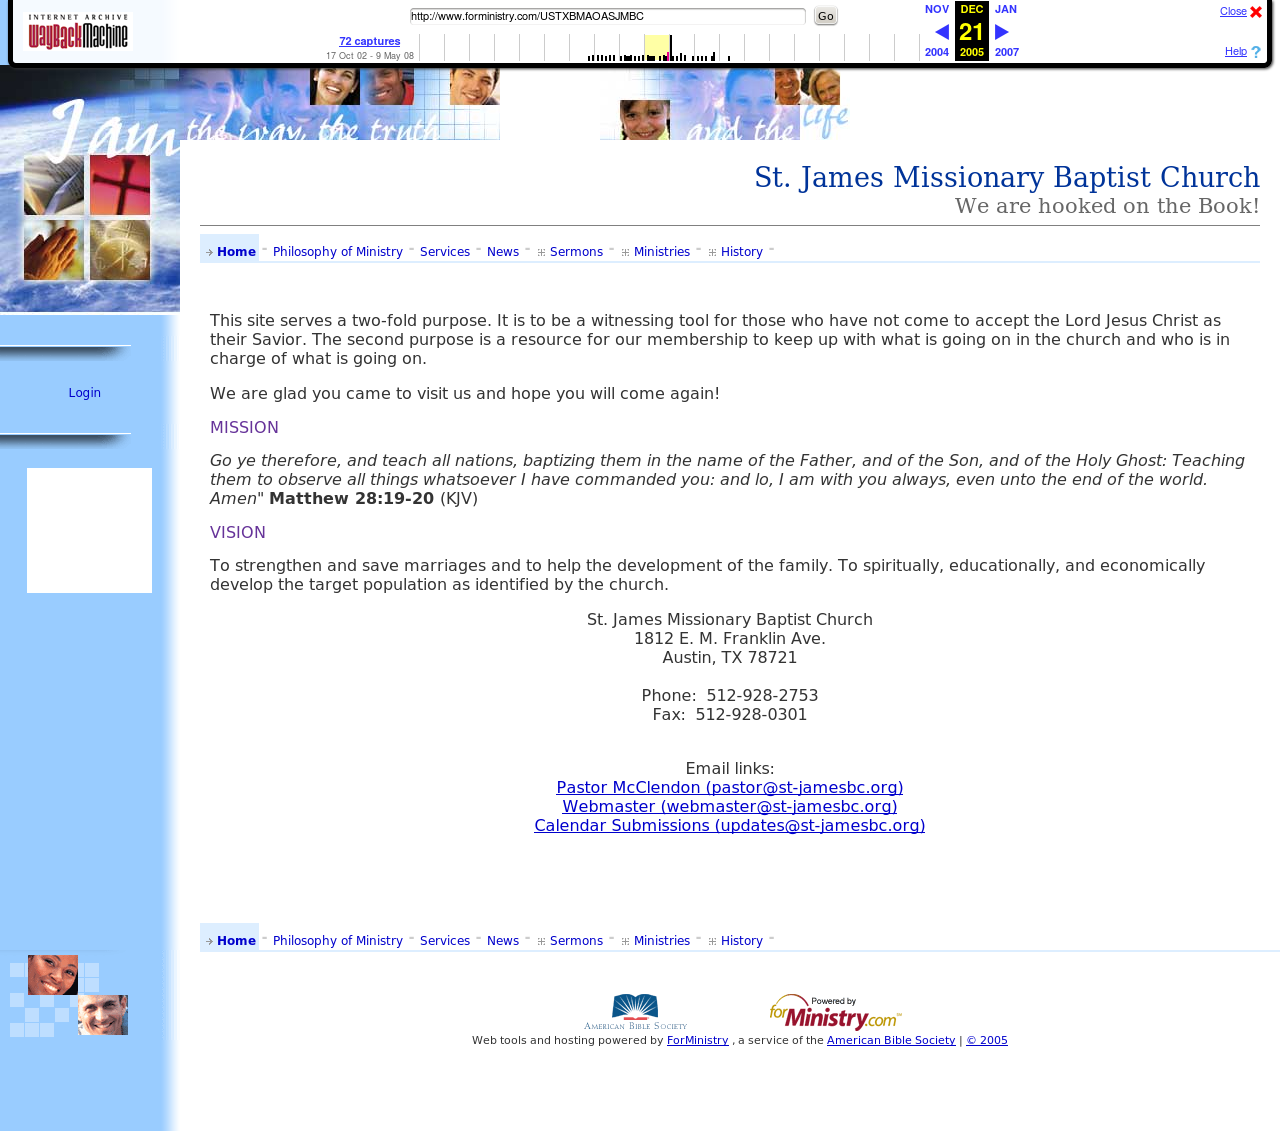 INTERNET ARCHIVE
WayBackMachine
http://www.forministry.com/USTXBMAOASJMBC
Go
72 captures
17 Oct 02 - 9 May 08
NOV DEC JAN
21
2004 2005 2007
Close
Help ?
I am the way, the truth and the life
St. James Missionary Baptist Church
We are hooked on the Book!
Home Philosophy of Ministry Services News Sermons Ministries History
Login
This site serves a two-fold purpose. It is to be a witnessing tool for those who have not come to accept the Lord Jesus Christ as
their Savior. The second purpose is a resource for our membership to keep up with what is going on in the church and who is in
charge of what is going on.
We are glad you came to visit us and hope you will come again!
MISSION
Go ye therefore, and teach all nations, baptizing them in the name of the Father, and of the Son, and of the Holy Ghost: Teaching
them to observe all things whatsoever I have commanded you: and lo, I am with you always, even unto the end of the world.
Amen" Matthew 28:19-20 (KJV)
VISION
To strengthen and save marriages and to help the development of the family. To spiritually, educationally, and economically
develop the target population as identified by the church.
St. James Missionary Baptist Church
1812 E. M. Franklin Ave.
Austin, TX 78721
Phone: 512-928-2753
Fax: 512-928-0301
Email links:
Pastor McClendon (pastor@st-jamesbc.org)
Webmaster (webmaster@st-jamesbc.org)
Calendar Submissions (updates@st-jamesbc.org)
Home Philosophy of Ministry Services News Sermons Ministries History
AMERICAN BIBLE SOCIETY
Powered by
forMinistry.com™
Web tools and hosting powered by ForMinistry , a service of the American Bible Society | © 2005